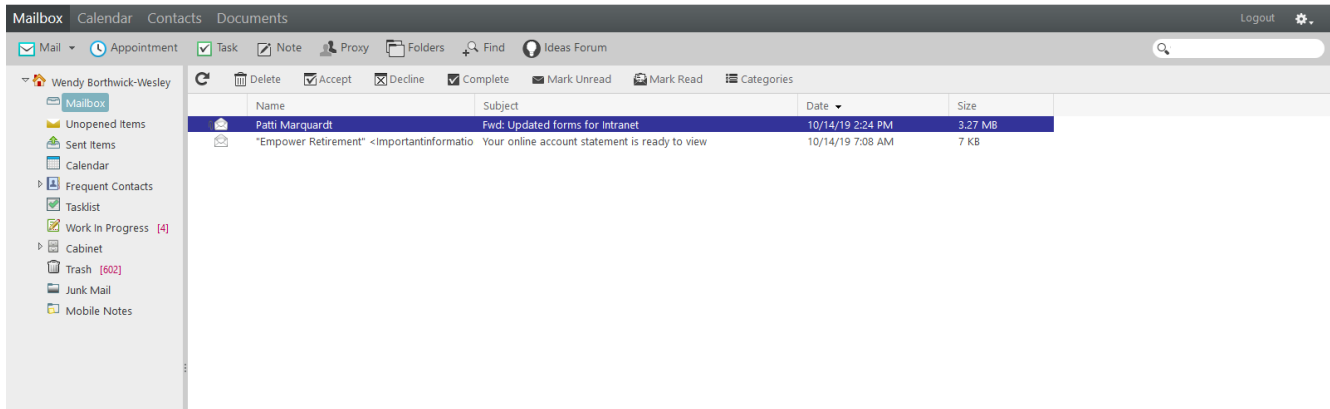 Mailbox Calendar Contacts Documents Logout
Mail Appointment Task Note Proxy Folders Find Ideas Forum
Wendy Borthwick-Wesley
Mailbox
Unopened Items
Sent Items
Calendar
Frequent Contacts
Tasklist
Work In Progress [4]
Cabinet
Trash [602]
Junk Mail
Mobile Notes
Delete Accept Decline Complete Mark Unread Mark Read Categories
Name Subject Date Size
Patti Marquardt Fwd: Updated forms for Intranet 10/14/19 2:24 PM 3.27 MB
"Empower Retirement" <Importantinformatio Your online account statement is ready to view 10/14/19 7:08 AM 7 KB